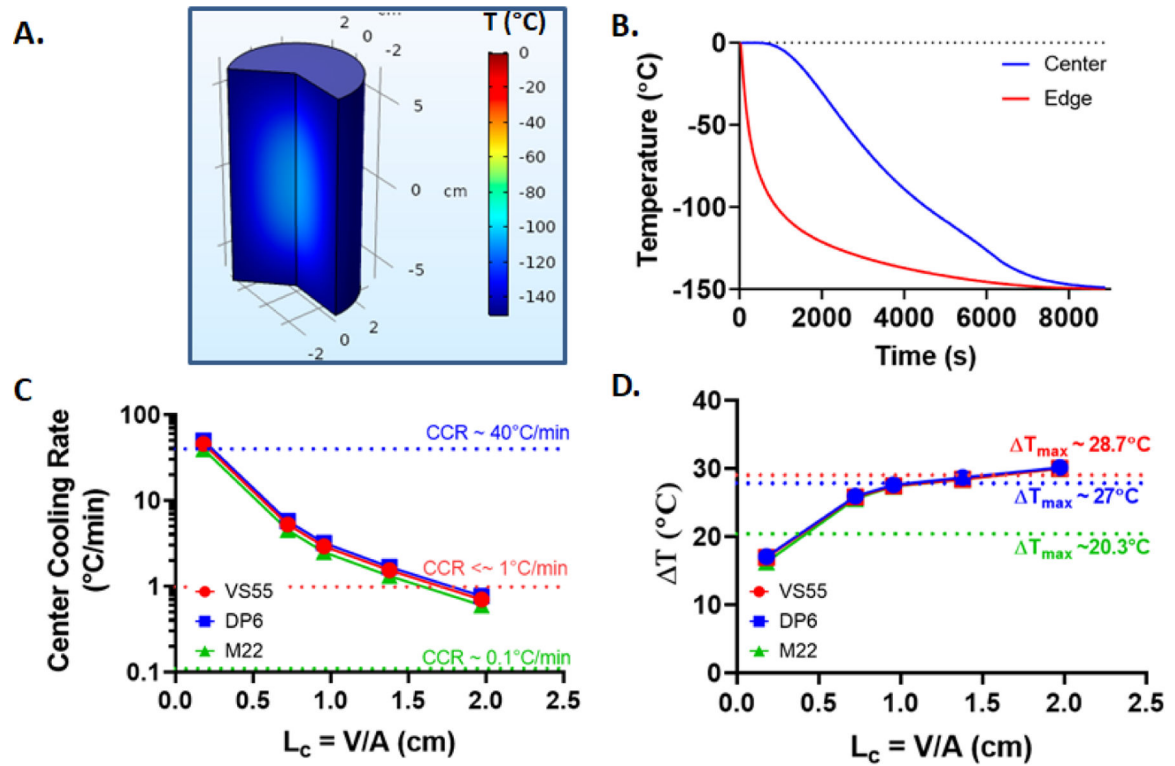 A.
cm
T (°C)
2
0
-2
5
0 cm
-5
0
2
-2
0
-20
-40
-60
-80
-100
-120
-140
B.
Temperature (°C)
0
-50
-100
-150
Center
Edge
0 2000 4000 6000 8000
Time (s)
C
Center Cooling Rate
(°C/min)
100
10
1
0.1
CCR ~ 40°C/min
CCR <~ 1°C/min
CCR ~ 0.1°C/min
VS55
DP6
M22
0.0 0.5 1.0 1.5 2.0 2.5
Lc = V/A (cm)
D.
ΔT (°C)
40
30
20
10
0
ΔTmax ~ 28.7°C
ΔTmax ~ 27°C
ΔTmax ~20.3°C
VS55
DP6
M22
0.0 0.5 1.0 1.5 2.0 2.5
Lc = V/A (cm)